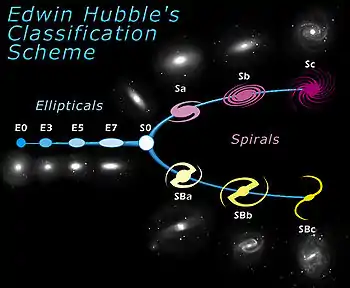 Edwin Hubble's
Classification
Scheme
Ellipticals
E0 E3 E5 E7 S0
Sa Sb Sc
Spirals
SBa SBb SBc